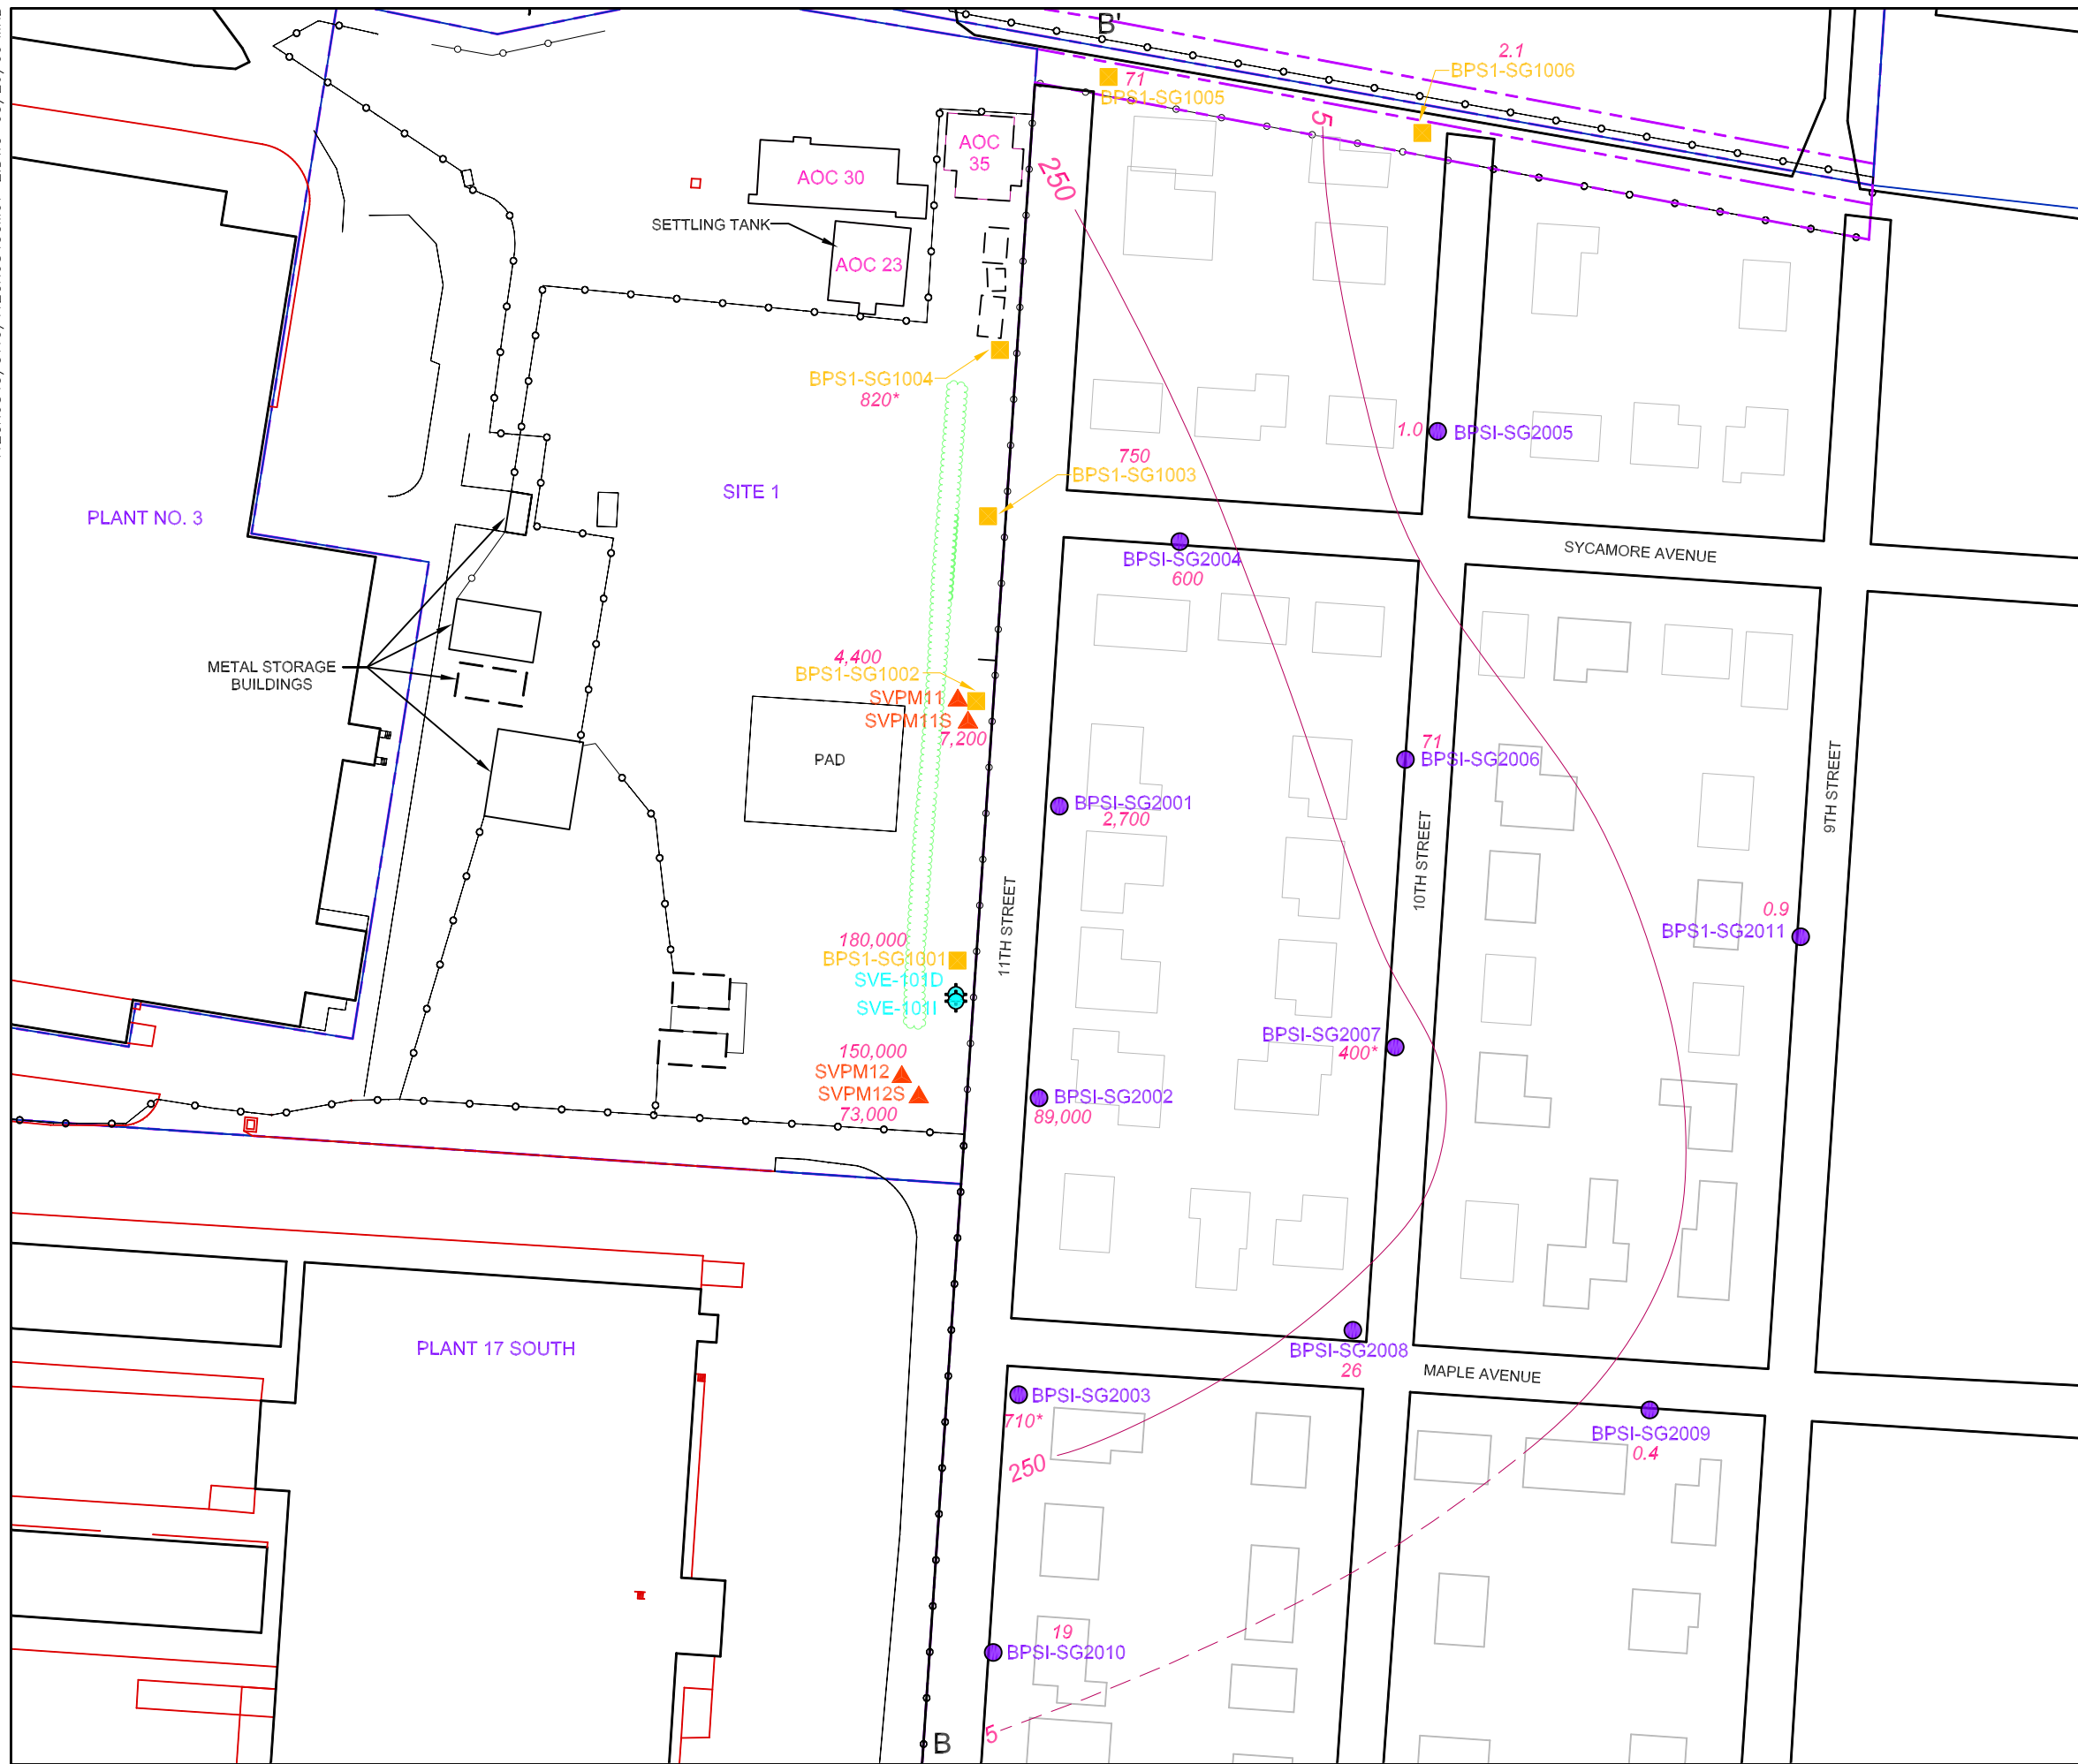 B'
2.1
BPS1-SG1006
71
BPS1-SG1005
5
AOC
35
AOC 30
250
SETTLING TANK
AOC 23
BPS1-SG1004
820*
1.0
BPSI-SG2005
750
BPS1-SG1003
SITE 1
PLANT NO. 3
SYCAMORE AVENUE
BPSI-SG2004
600
METAL STORAGE
BUILDINGS
4,400
BPS1-SG1002
SVPM11
SVPM11S
7,200
PAD
71
BPSI-SG2006
9TH STREET
BPSI-SG2001
2,700
10TH STREET
0.9
BPS1-SG2011
11TH STREET
180,000
BPS1-SG1001
SVE-101D
SVE-101I
BPSI-SG2007
400*
150,000
SVPM12
SVPM12S
73,000
BPSI-SG2002
89,000
PLANT 17 SOUTH
BPSI-SG2008
26
MAPLE AVENUE
BPSI-SG2003
710*
250
BPSI-SG2009
0.4
19
BPSI-SG2010
5
B